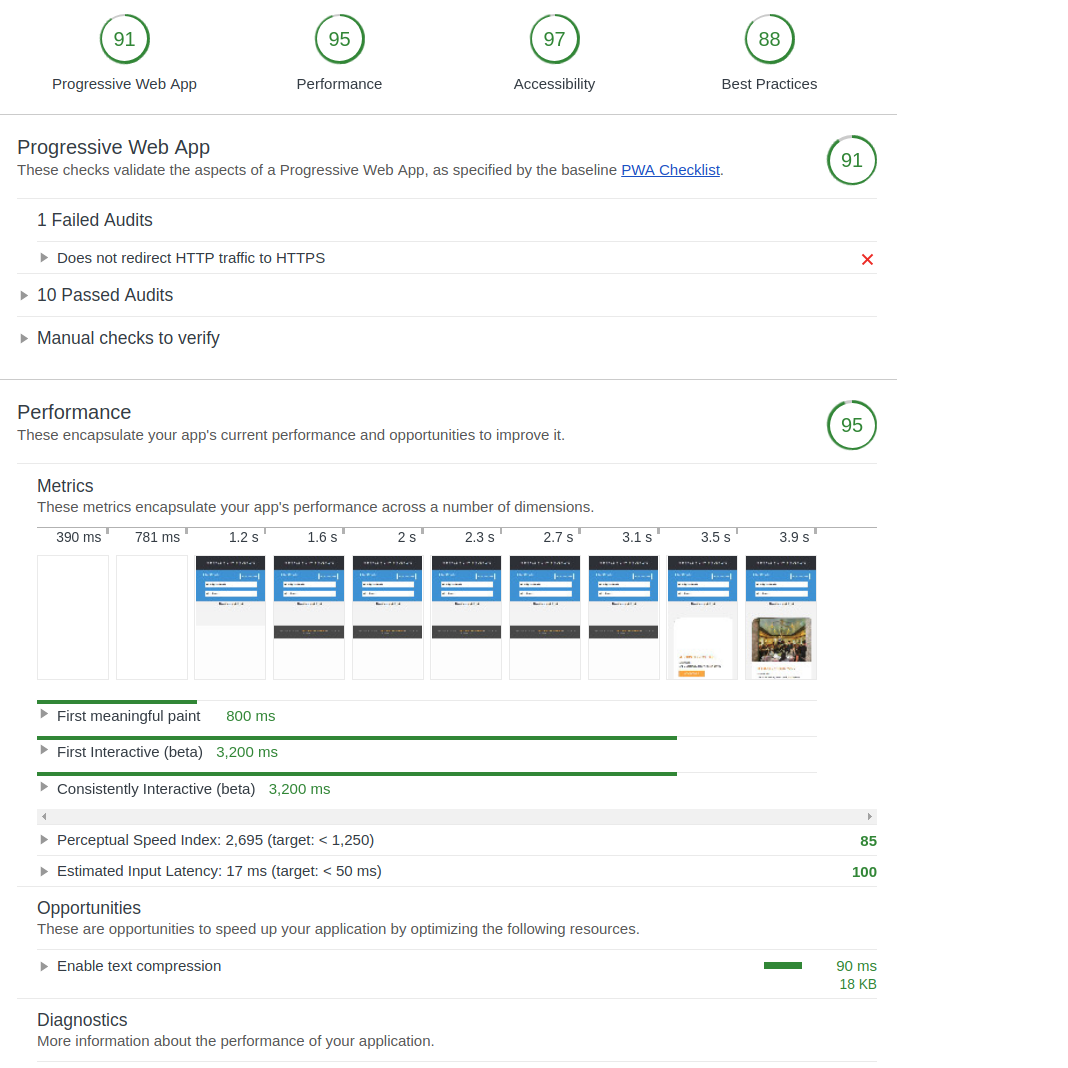 91 95 97 88
Progressive Web App Performance Accessibility Best Practices
Progressive Web App
These checks validate the aspects of a Progressive Web App, as specified by the baseline PWA Checklist.
91
1 Failed Audits
Does not redirect HTTP traffic to HTTPS
10 Passed Audits
Manual checks to verify
Performance
These encapsulate your app's current performance and opportunities to improve it.
95
Metrics
These metrics encapsulate your app's performance across a number of dimensions.
390 ms 781 ms 1.2 s 1.6 s 2 s 2.3 s 2.7 s 3.1 s 3.5 s 3.9 s
First meaningful paint 800 ms
First Interactive (beta) 3,200 ms
Consistently Interactive (beta) 3,200 ms
Perceptual Speed Index: 2,695 (target: < 1,250) 85
Estimated Input Latency: 17 ms (target: < 50 ms) 100
Opportunities
These are opportunities to speed up your application by optimizing the following resources.
Enable text compression 90 ms
18 KB
Diagnostics
More information about the performance of your application.